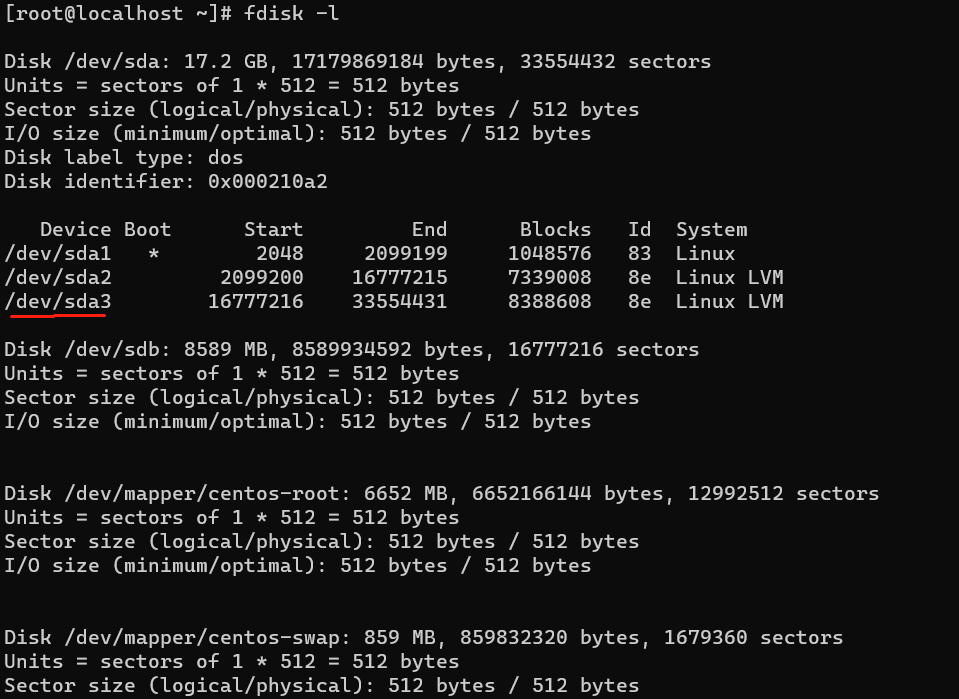 [root@localhost ~]# fdisk -l
Disk /dev/sda: 17.2 GB, 17179869184 bytes, 33554432 sectors
Units = sectors of 1 * 512 = 512 bytes
Sector size (logical/physical): 512 bytes / 512 bytes
I/O size (minimum/optimal): 512 bytes / 512 bytes
Disk label type: dos
Disk identifier: 0x000210a2
   Device Boot      Start         End      Blocks   Id  System
/dev/sda1   *        2048     2099199     1048576   83  Linux
/dev/sda2         2099200    16777215     7339008   8e  Linux LVM
/dev/sda3        16777216    33554431     8388608   8e  Linux LVM
Disk /dev/sdb: 8589 MB, 8589934592 bytes, 16777216 sectors
Units = sectors of 1 * 512 = 512 bytes
Sector size (logical/physical): 512 bytes / 512 bytes
I/O size (minimum/optimal): 512 bytes / 512 bytes
Disk /dev/mapper/centos-root: 6652 MB, 6652166144 bytes, 12992512 sectors
Units = sectors of 1 * 512 = 512 bytes
Sector size (logical/physical): 512 bytes / 512 bytes
I/O size (minimum/optimal): 512 bytes / 512 bytes
Disk /dev/mapper/centos-swap: 859 MB, 859832320 bytes, 1679360 sectors
Units = sectors of 1 * 512 = 512 bytes
Sector size (logical/physical): 512 bytes / 512 bytes